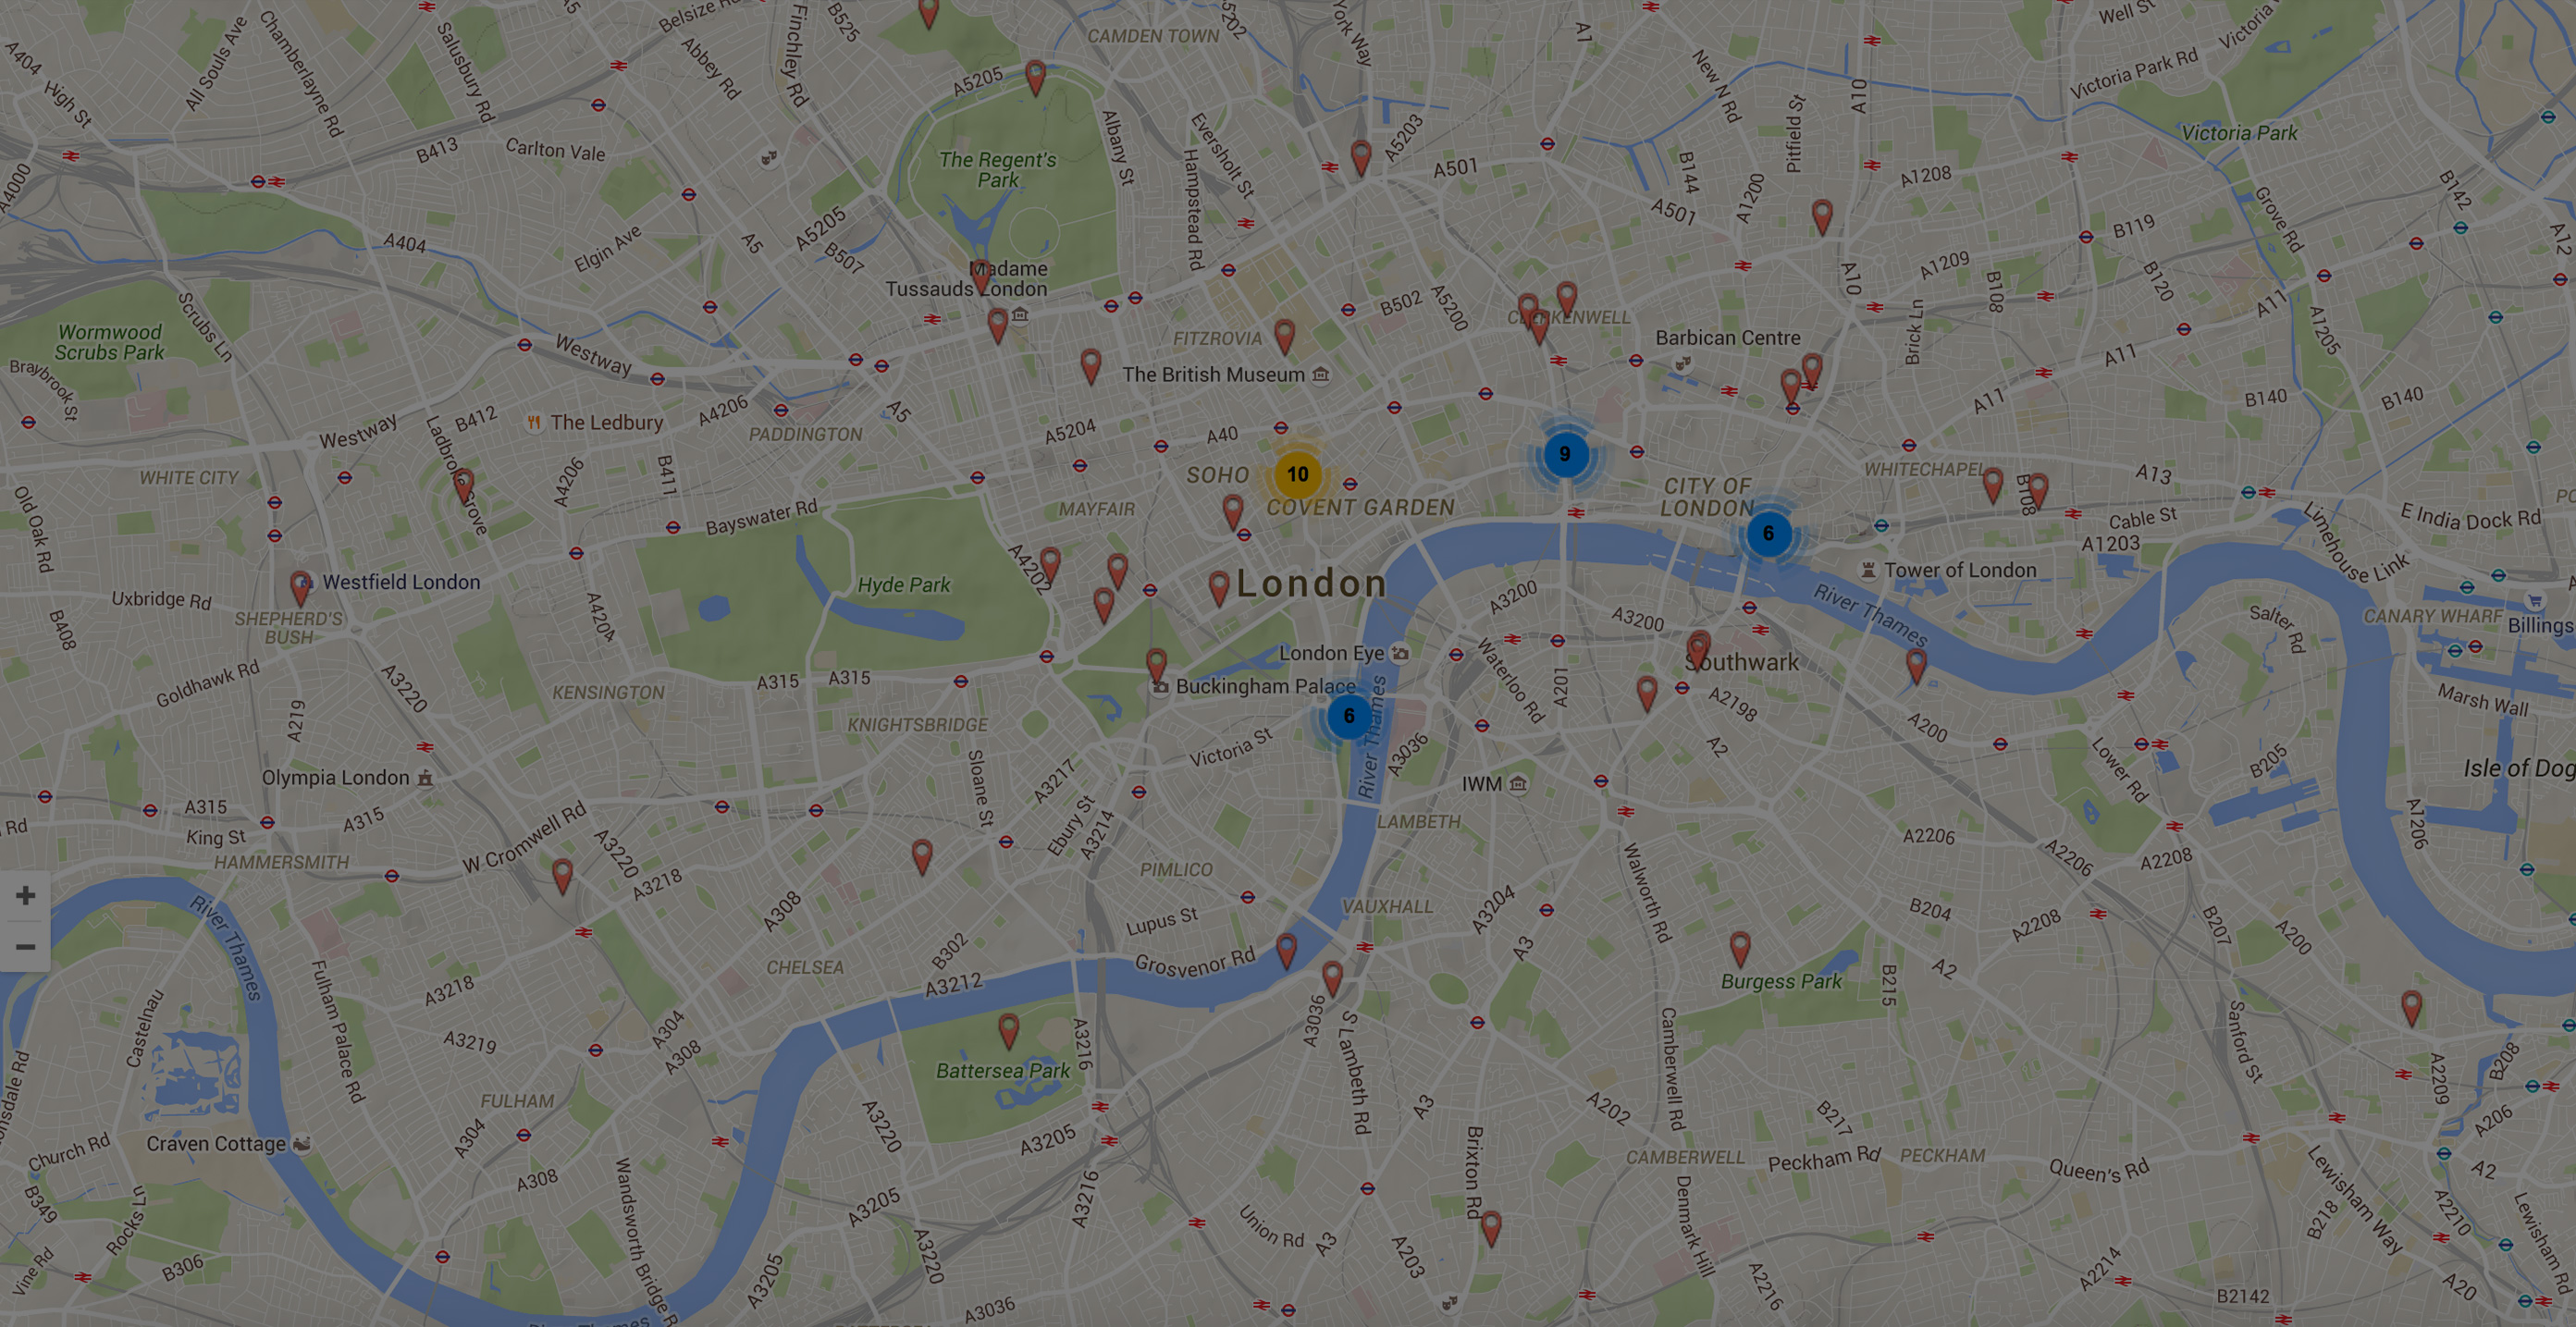 Belsize Rd
B525
5202
CAMDEN TOWN
York Way
A1
Well St
Victoria Park Rd
A404
High St
All Souls Ave
Chamberlayne Rd
Salusbury Rd
Abbey Rd
Finchley Rd
A5205
New N Rd
A10
Pitfield St
A5203
Victoria Park
A4000
B413
Carlton Vale
The Regent's
Park
Albany St
Eversholt St
Hampstead Rd
A501
B144
A1200
A501
A1208
B142
Grove Rd
B119
A12
A404
Elgin Ave
A5
A5205
B507
Madame
Tussauds London
B502
A5200
A10
A1209
B108
B120
A11
A1205
Wormwood
Scrubs Park
Scrubs Ln
Westway
FITZROVIA
CLERKENWELL
Barbican Centre
Brick Ln
A11
Braybrook St
The British Museum
A11
B140
B140
Westway
Ladbroke Grove
B412
The Ledbury
A4206
A5
PADDINGTON
A5204
A40
10
9
WHITE CITY
A4206
B411
SOHO
WHITECHAPEL
A13
Old Oak Rd
Bayswater Rd
MAYFAIR
COVENT GARDEN
CITY OF
LONDON
B108
Cable St
E India Dock Rd
6
A1203
Limehouse Link
Westfield London
Hyde Park
A4202
London
Tower of London
Uxbridge Rd
B408
SHEPHERD'S
BUSH
A4204
A3200
A3200
River Thames
Salter Rd
CANARY WHARF
Billings
London Eye
Waterloo Rd
Southwark
Goldhawk Rd
A3220
A219
KENSINGTON
A315
A315
Buckingham Palace
A201
A2198
Marsh Wall
KNIGHTSBRIDGE
6
River Thames
A200
Victoria St
A3036
A2
Lower Rd
B205
Isle of Dog
Olympia London
Sloane St
A3217
IWM
Rd
A315
King St
A315
W Cromwell Rd
Ebury St
A3214
LAMBETH
A2206
A2206
A2208
A1206
HAMMERSMITH
A3220
A3218
PIMLICO
Walworth Rd
+
River Thames
A308
Lupus St
VAUXHALL
A3204
B204
A2208
B207
A200
−
CHELSEA
B302
Grosvenor Rd
A3
A2
Burgess Park
B215
Fulham Palace Rd
A3218
A3212
A3036
Castelnau
A3219
A304
A308
Battersea Park
A3216
S Lambeth Rd
Camberwell Rd
Sanford St
A2209
B208
FULHAM
A3220
A3
A202
B217
A206
Church Rd
Craven Cottage
A304
A3205
Brixton Rd
CAMBERWELL
Peckham Rd
PECKHAM
Queen's Rd
A2
B349
Rocks Ln
A308
Wandsworth Bridge R
A3205
A3216
Denmark Hill
Lewisham Way
A2210
Lewisham Rd
B218
Union Rd
A3
A203
Vine Rd
B306
A3205
A3220
A2216
A2214
A20
A3036
B2142